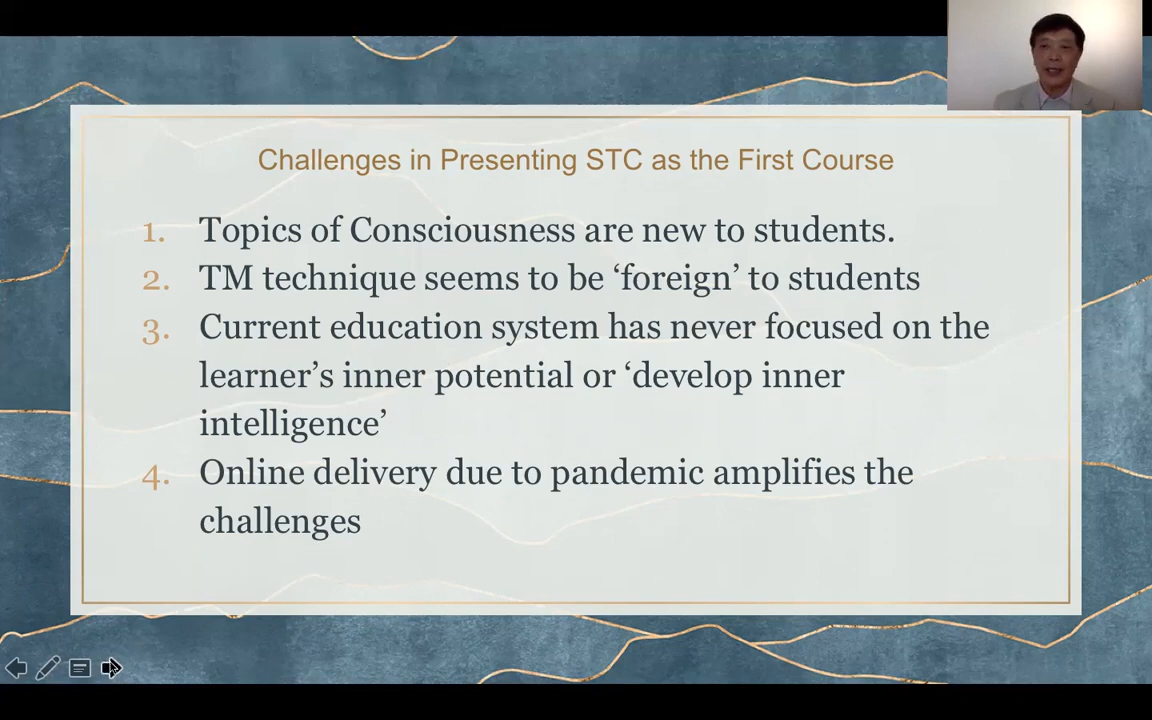 Challenges in Presenting STC as the First Course
1. Topics of Consciousness are new to students.
2. TM technique seems to be ‘foreign’ to students
3. Current education system has never focused on the
learner’s inner potential or ‘develop inner
intelligence’
4. Online delivery due to pandemic amplifies the
challenges